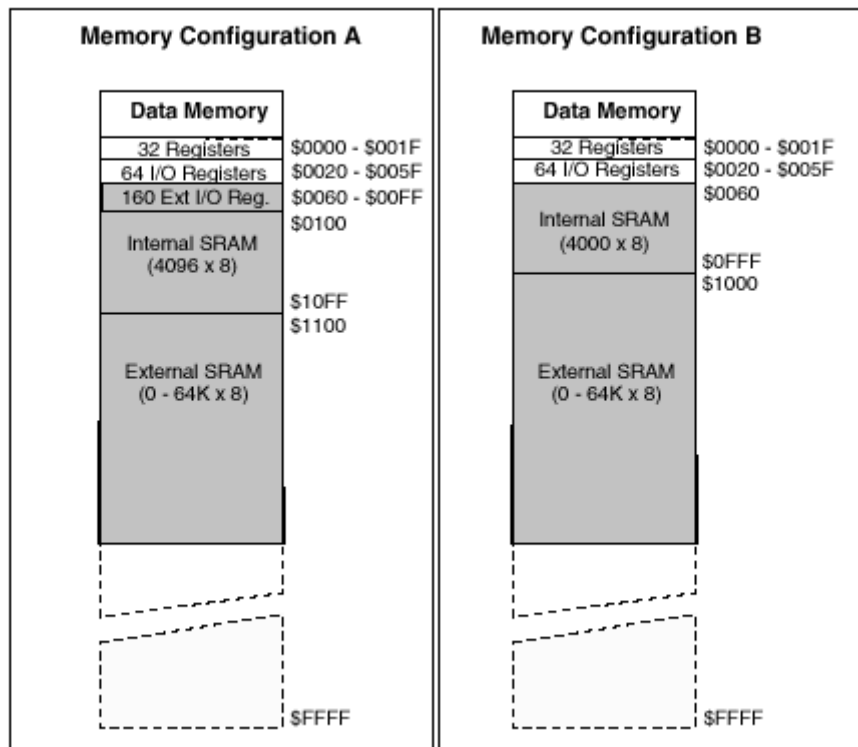 Memory Configuration A
Data Memory
32 Registers
$0000 - $001F
64 I/O Registers
$0020 - $005F
160 Ext I/O Reg.
$0060 - $00FF
$0100
Internal SRAM
(4096 x 8)
$10FF
$1100
External SRAM
(0 - 64K x 8)
$FFFF
Memory Configuration B
Data Memory
32 Registers
$0000 - $001F
64 I/O Registers
$0020 - $005F
$0060
Internal SRAM
(4000 x 8)
$0FFF
$1000
External SRAM
(0 - 64K x 8)
$FFFF